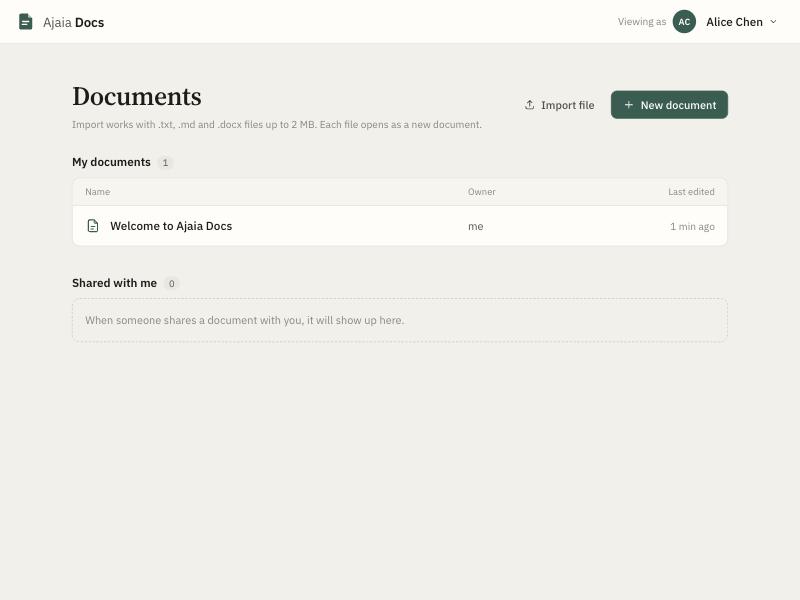 Ajaia Docs
Viewing as AC Alice Chen
Documents
Import file
New document
Import works with .txt, .md and .docx files up to 2 MB. Each file opens as a new document.
My documents 1
Name Owner Last edited
Welcome to Ajaia Docs me 1 min ago
Shared with me 0
When someone shares a document with you, it will show up here.